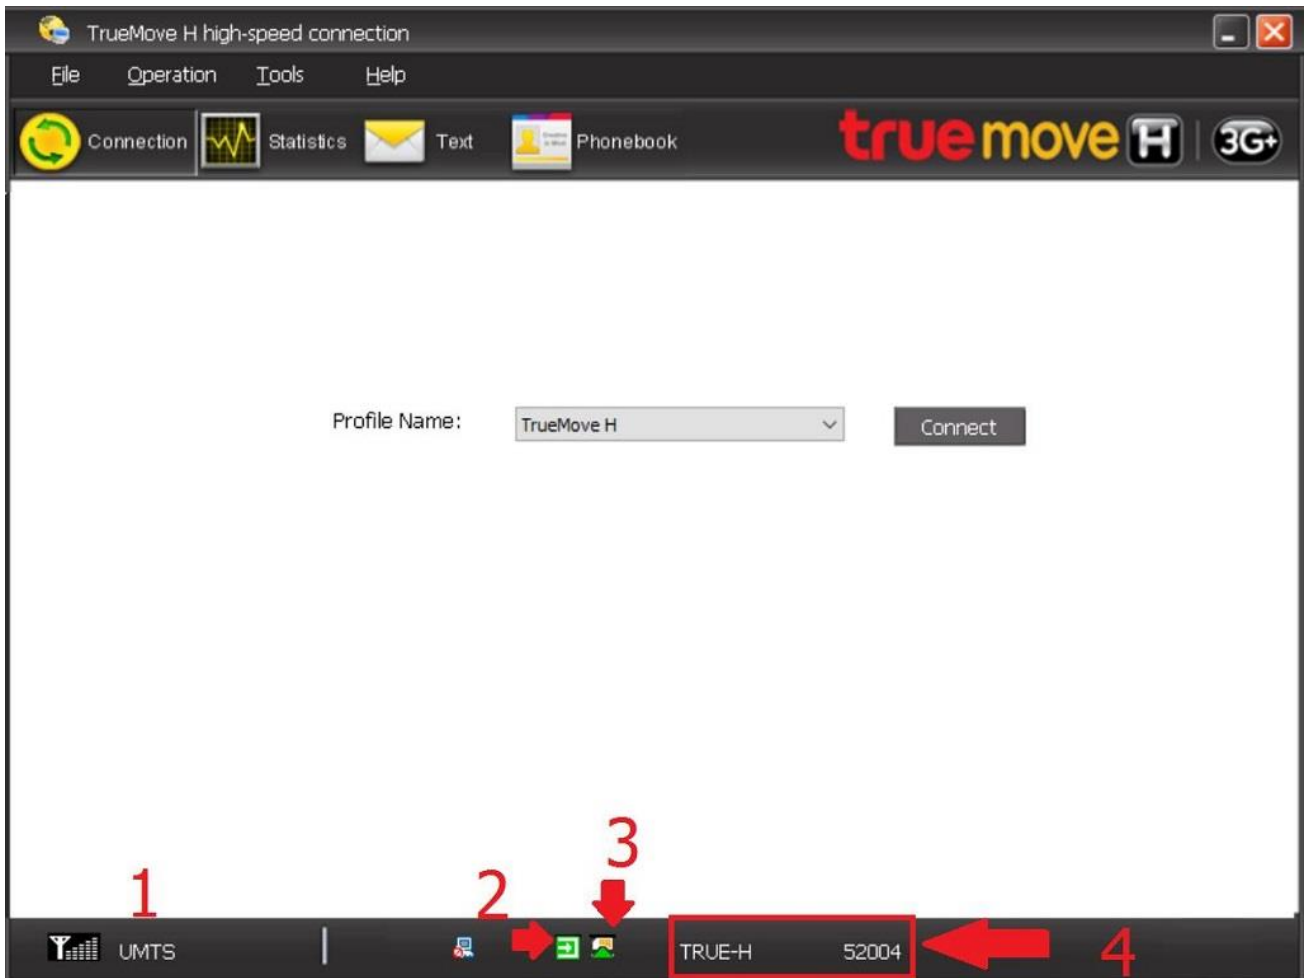 TrueMove H high-speed connection
File Operation Tools Help
Connection Statistics Text Phonebook truemove H 3G+
Profile Name: TrueMove H Connect
3
1 2
UMTS TRUE-H 52004 4